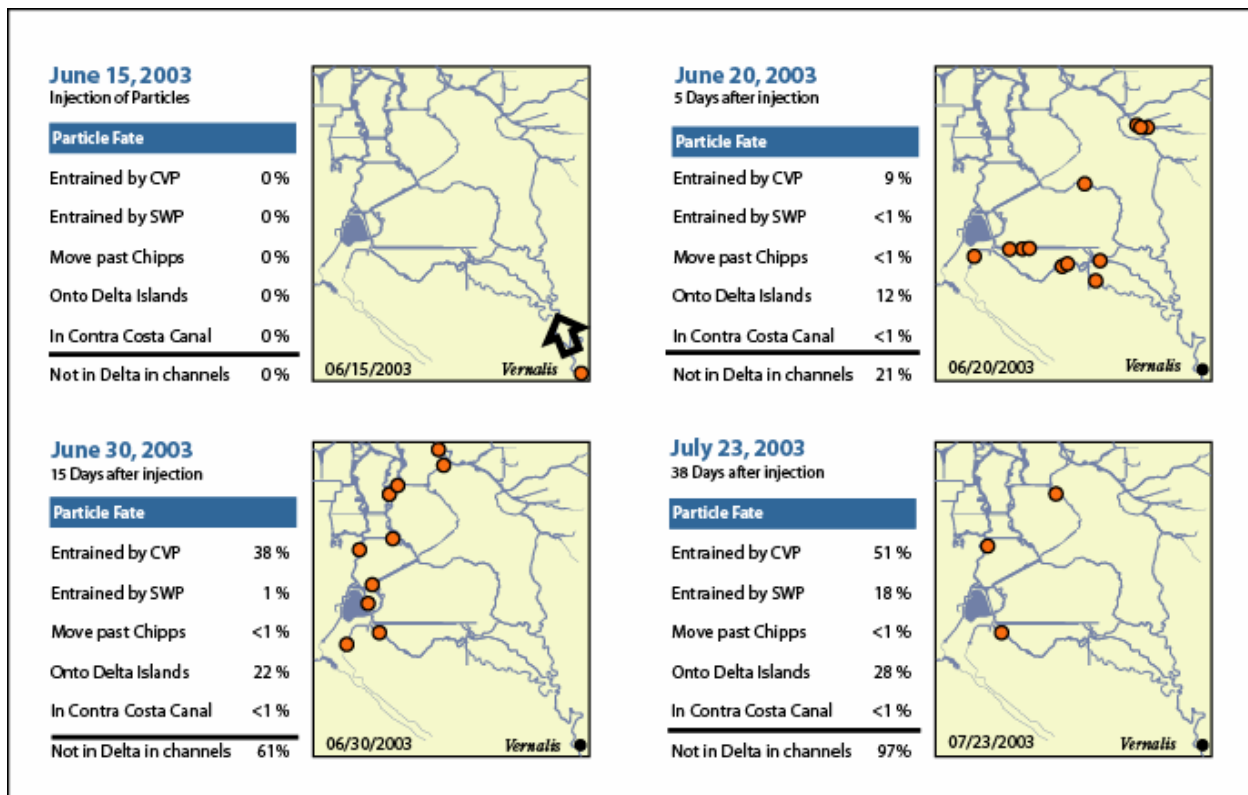 June 15, 2003
Injection of Particles
Particle Fate
Entrained by CVP 0 %
Entrained by SWP 0 %
Move past Chipps 0 %
Onto Delta Islands 0 %
In Contra Costa Canal 0 %
Not in Delta in channels 0 %
06/15/2003 Vernalis
June 20, 2003
5 Days after injection
Particle Fate
Entrained by CVP 9 %
Entrained by SWP <1 %
Move past Chipps <1 %
Onto Delta Islands 12 %
In Contra Costa Canal <1 %
Not in Delta in channels 21 %
06/20/2003 Vernalis
June 30, 2003
15 Days after injection
Particle Fate
Entrained by CVP 38 %
Entrained by SWP 1 %
Move past Chipps <1 %
Onto Delta Islands 22 %
In Contra Costa Canal <1 %
Not in Delta in channels 61%
06/30/2003 Vernalis
July 23, 2003
38 Days after injection
Particle Fate
Entrained by CVP 51 %
Entrained by SWP 18 %
Move past Chipps <1 %
Onto Delta Islands 28 %
In Contra Costa Canal <1 %
Not in Delta in channels 97%
07/23/2003 Vernalis